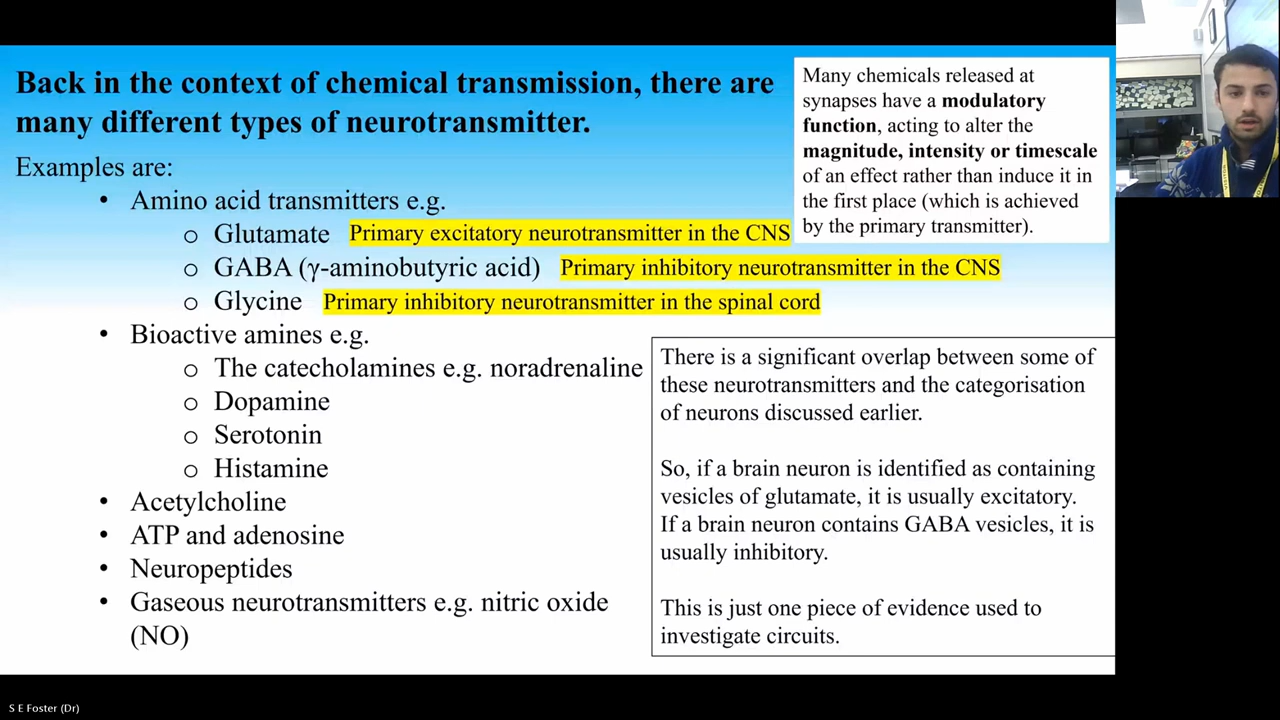 Back in the context of chemical transmission, there are
many different types of neurotransmitter.
Examples are:
• Amino acid transmitters e.g.
o Glutamate Primary excitatory neurotransmitter in the CNS
o GABA (γ-aminobutyric acid) Primary inhibitory neurotransmitter in the CNS
o Glycine Primary inhibitory neurotransmitter in the spinal cord
• Bioactive amines e.g.
o The catecholamines e.g. noradrenaline
o Dopamine
o Serotonin
o Histamine
• Acetylcholine
• ATP and adenosine
• Neuropeptides
• Gaseous neurotransmitters e.g. nitric oxide
(NO)
Many chemicals released at
synapses have a modulatory
function, acting to alter the
magnitude, intensity or timescale
of an effect rather than induce it in
the first place (which is achieved
by the primary transmitter).
There is a significant overlap between some of
these neurotransmitters and the categorisation
of neurons discussed earlier.
So, if a brain neuron is identified as containing
vesicles of glutamate, it is usually excitatory.
If a brain neuron contains GABA vesicles, it is
usually inhibitory.
This is just one piece of evidence used to
investigate circuits.
S E Foster (Dr)